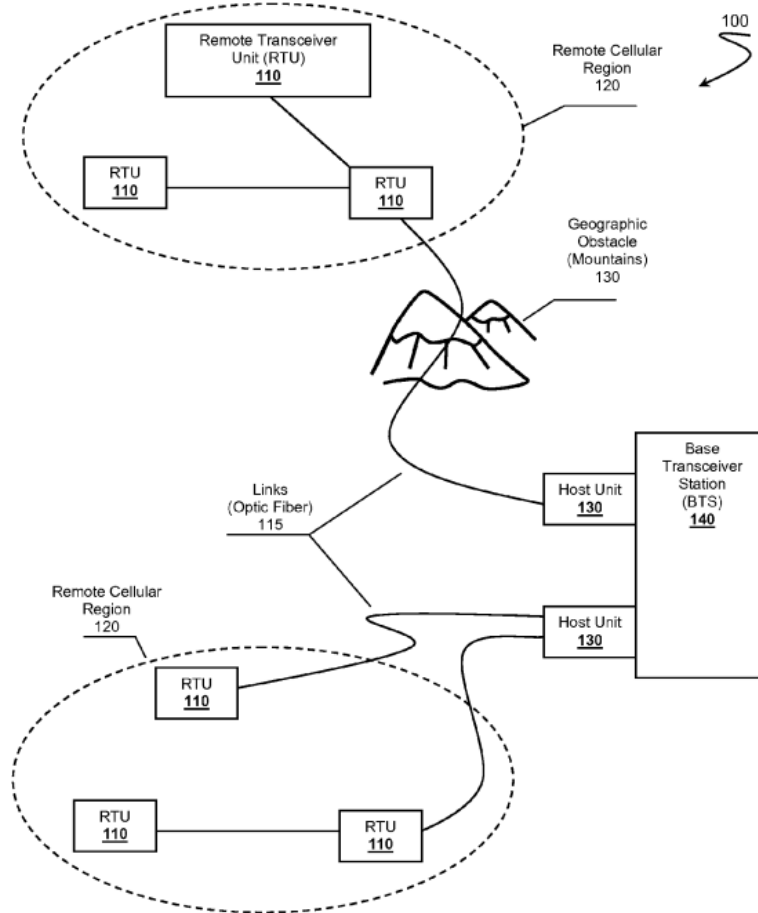 100
Remote Transceiver
Unit (RTU)
110
Remote Cellular
Region
120
RTU
110
RTU
110
Geographic
Obstacle
(Mountains)
130
Base
Transceiver
Station
(BTS)
140
Host Unit
130
Links
(Optic Fiber)
115
Remote Cellular
Region
120
Host Unit
130
RTU
110
RTU
110
RTU
110